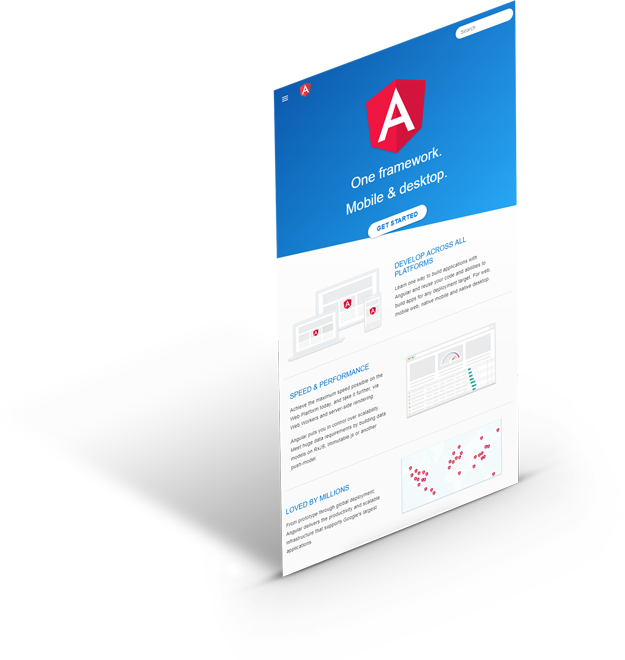 Search
One framework.
Mobile & desktop.
GET STARTED
DEVELOP ACROSS ALL
PLATFORMS
Learn one way to build applications with
Angular and reuse your code and abilities to
build apps for any deployment target. For web,
mobile web, native mobile and native desktop.
SPEED & PERFORMANCE
Achieve the maximum speed possible on the
Web Platform today, and take it further, via
Web Workers and server-side rendering.
Angular puts you in control over scalability.
Meet huge data requirements by building data
models on RxJS, Immutable.js or another
push-model.
LOVED BY MILLIONS
From prototype through global deployment,
Angular delivers the productivity and scalable
infrastructure that supports Google's largest
applications.